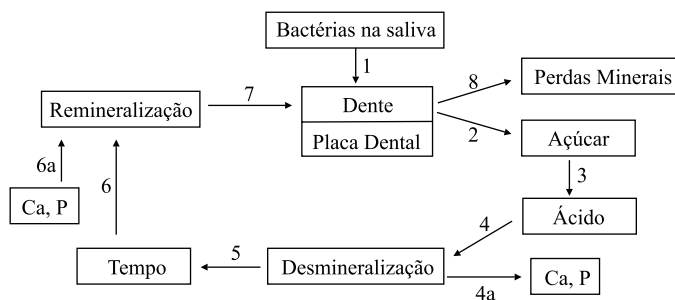 Bactérias na saliva
1
7
8
Perdas Minerais
Remineralização
Dente
Placa Dental
2
Açúcar
6a
6
3
Ca, P
Ácido
4
5
Tempo
Desmineralização
4a
Ca, P